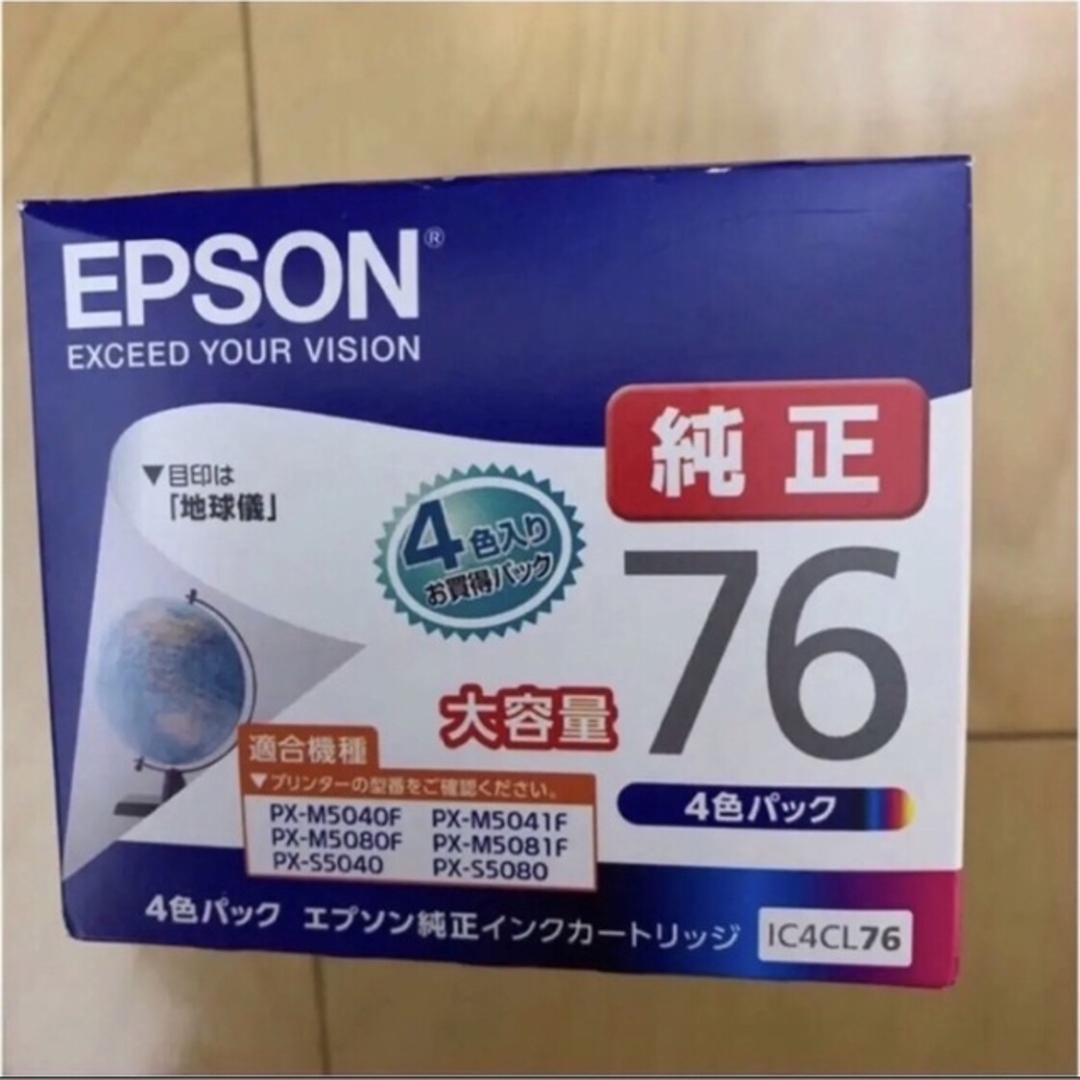 EPSON®
EXCEED YOUR VISION
純正
▼目印は
「地球儀」
4色入り
お買得パック
76
大容量
4色パック
適合機種
▼プリンターの型番をご確認ください。
PX-M5040F PX-M5041F
PX-M5080F PX-M5081F
PX-S5040 PX-S5080
4色パック エプソン純正インクカートリッジ IC4CL76